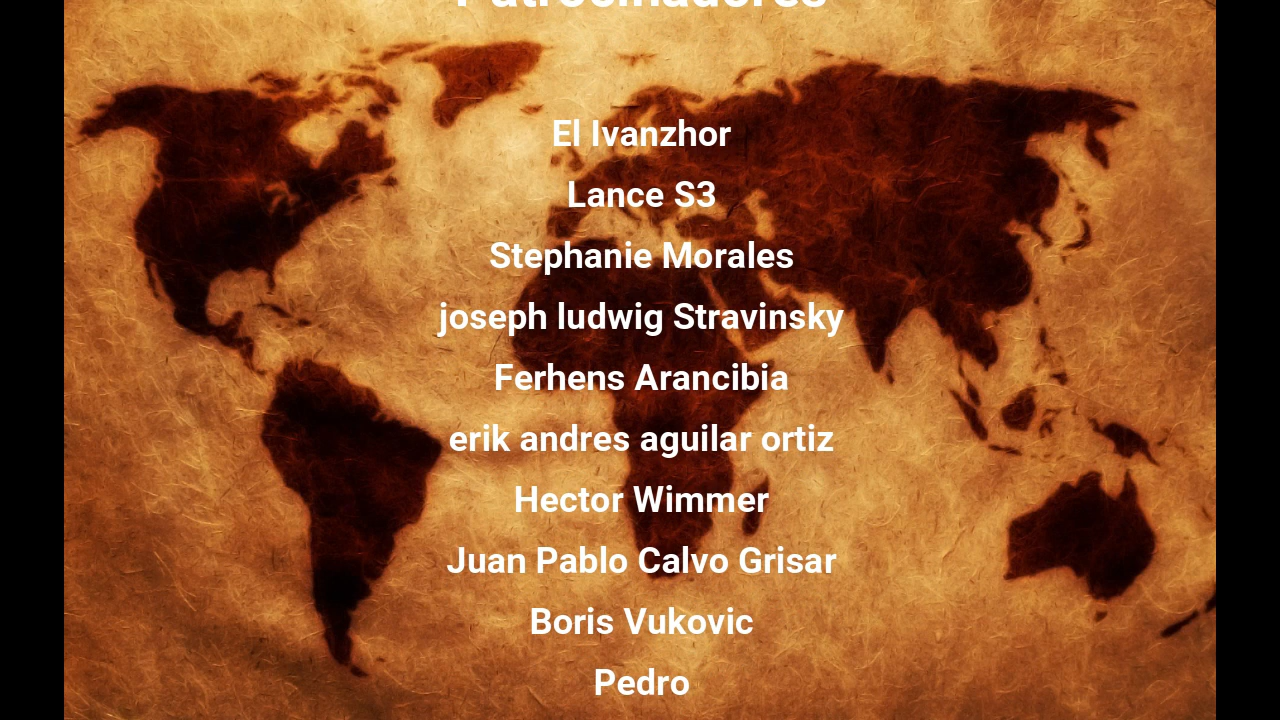 Patrocinadores
El Ivanzhor
Lance S3
Stephanie Morales
joseph ludwig Stravinsky
Ferhens Arancibia
erik andres aguilar ortiz
Hector Wimmer
Juan Pablo Calvo Grisar
Boris Vukovic
Pedro